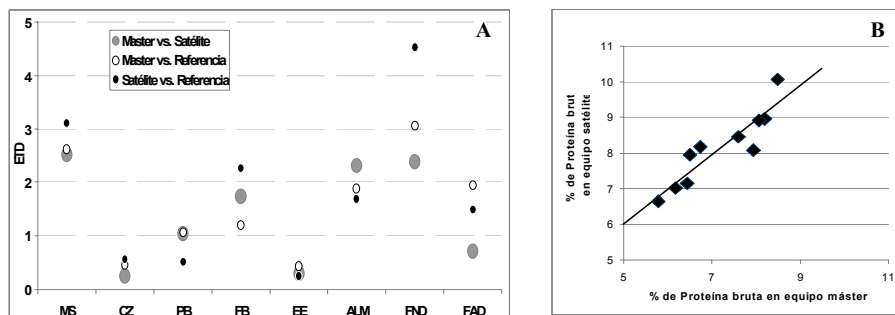 A
5
4
3
2
1
0
ETD
Master vs. Satélite
Master vs. Referencia
Satélite vs. Referencia
MS CZ PB FB EE ALM FND FAD
B
11
10
9
8
7
6
5
% de Proteína brut
en equipo satélite
5 7 9 11
% de Proteína bruta en equipo máster